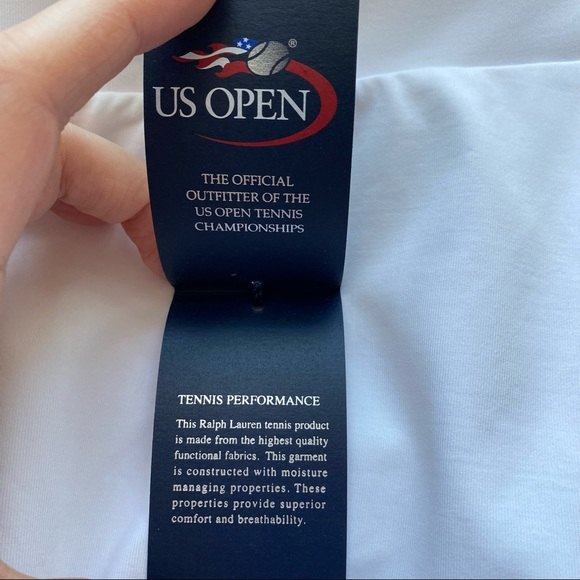 ®
US OPEN
THE OFFICIAL
OUTFITTER OF THE
US OPEN TENNIS
CHAMPIONSHIPS
TENNIS PERFORMANCE
This Ralph Lauren tennis product
is made from the highest quality
functional fabrics. This garment
is constructed with moisture
managing properties. These
properties provide superior
comfort and breathability.